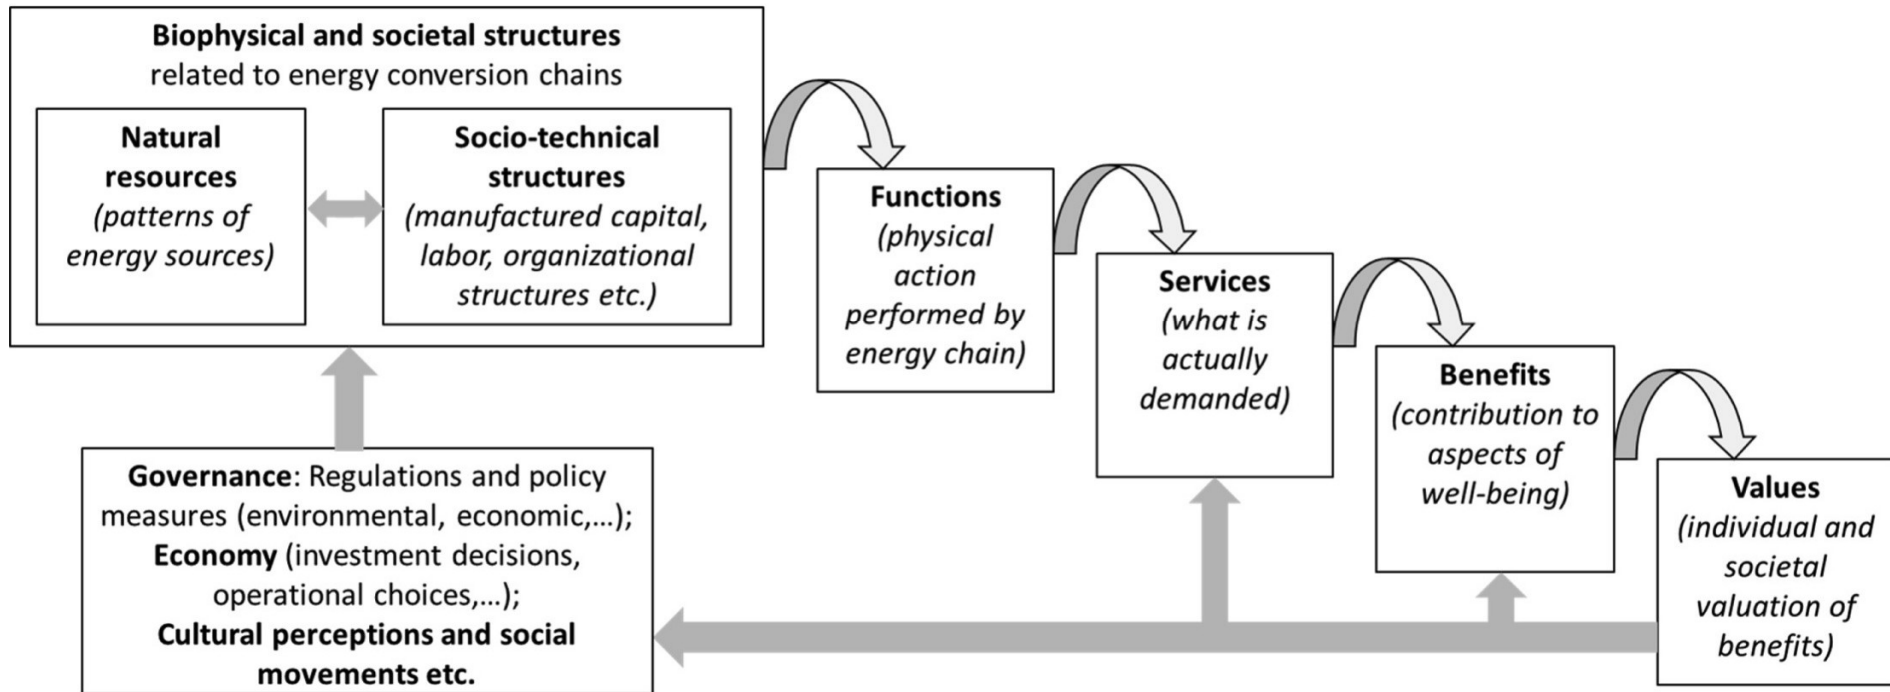 Biophysical and societal structures
related to energy conversion chains
Natural
resources
(patterns of
energy sources)
Socio-technical
structures
(manufactured capital,
labor, organizational
structures etc.)
Functions
(physical
action
performed by
energy chain)
Services
(what is
actually
demanded)
Benefits
(contribution to
aspects of
well-being)
Values
(individual and
societal
valuation of
benefits)
Governance: Regulations and policy
measures (environmental, economic,...);
Economy (investment decisions,
operational choices,...);
Cultural perceptions and social
movements etc.